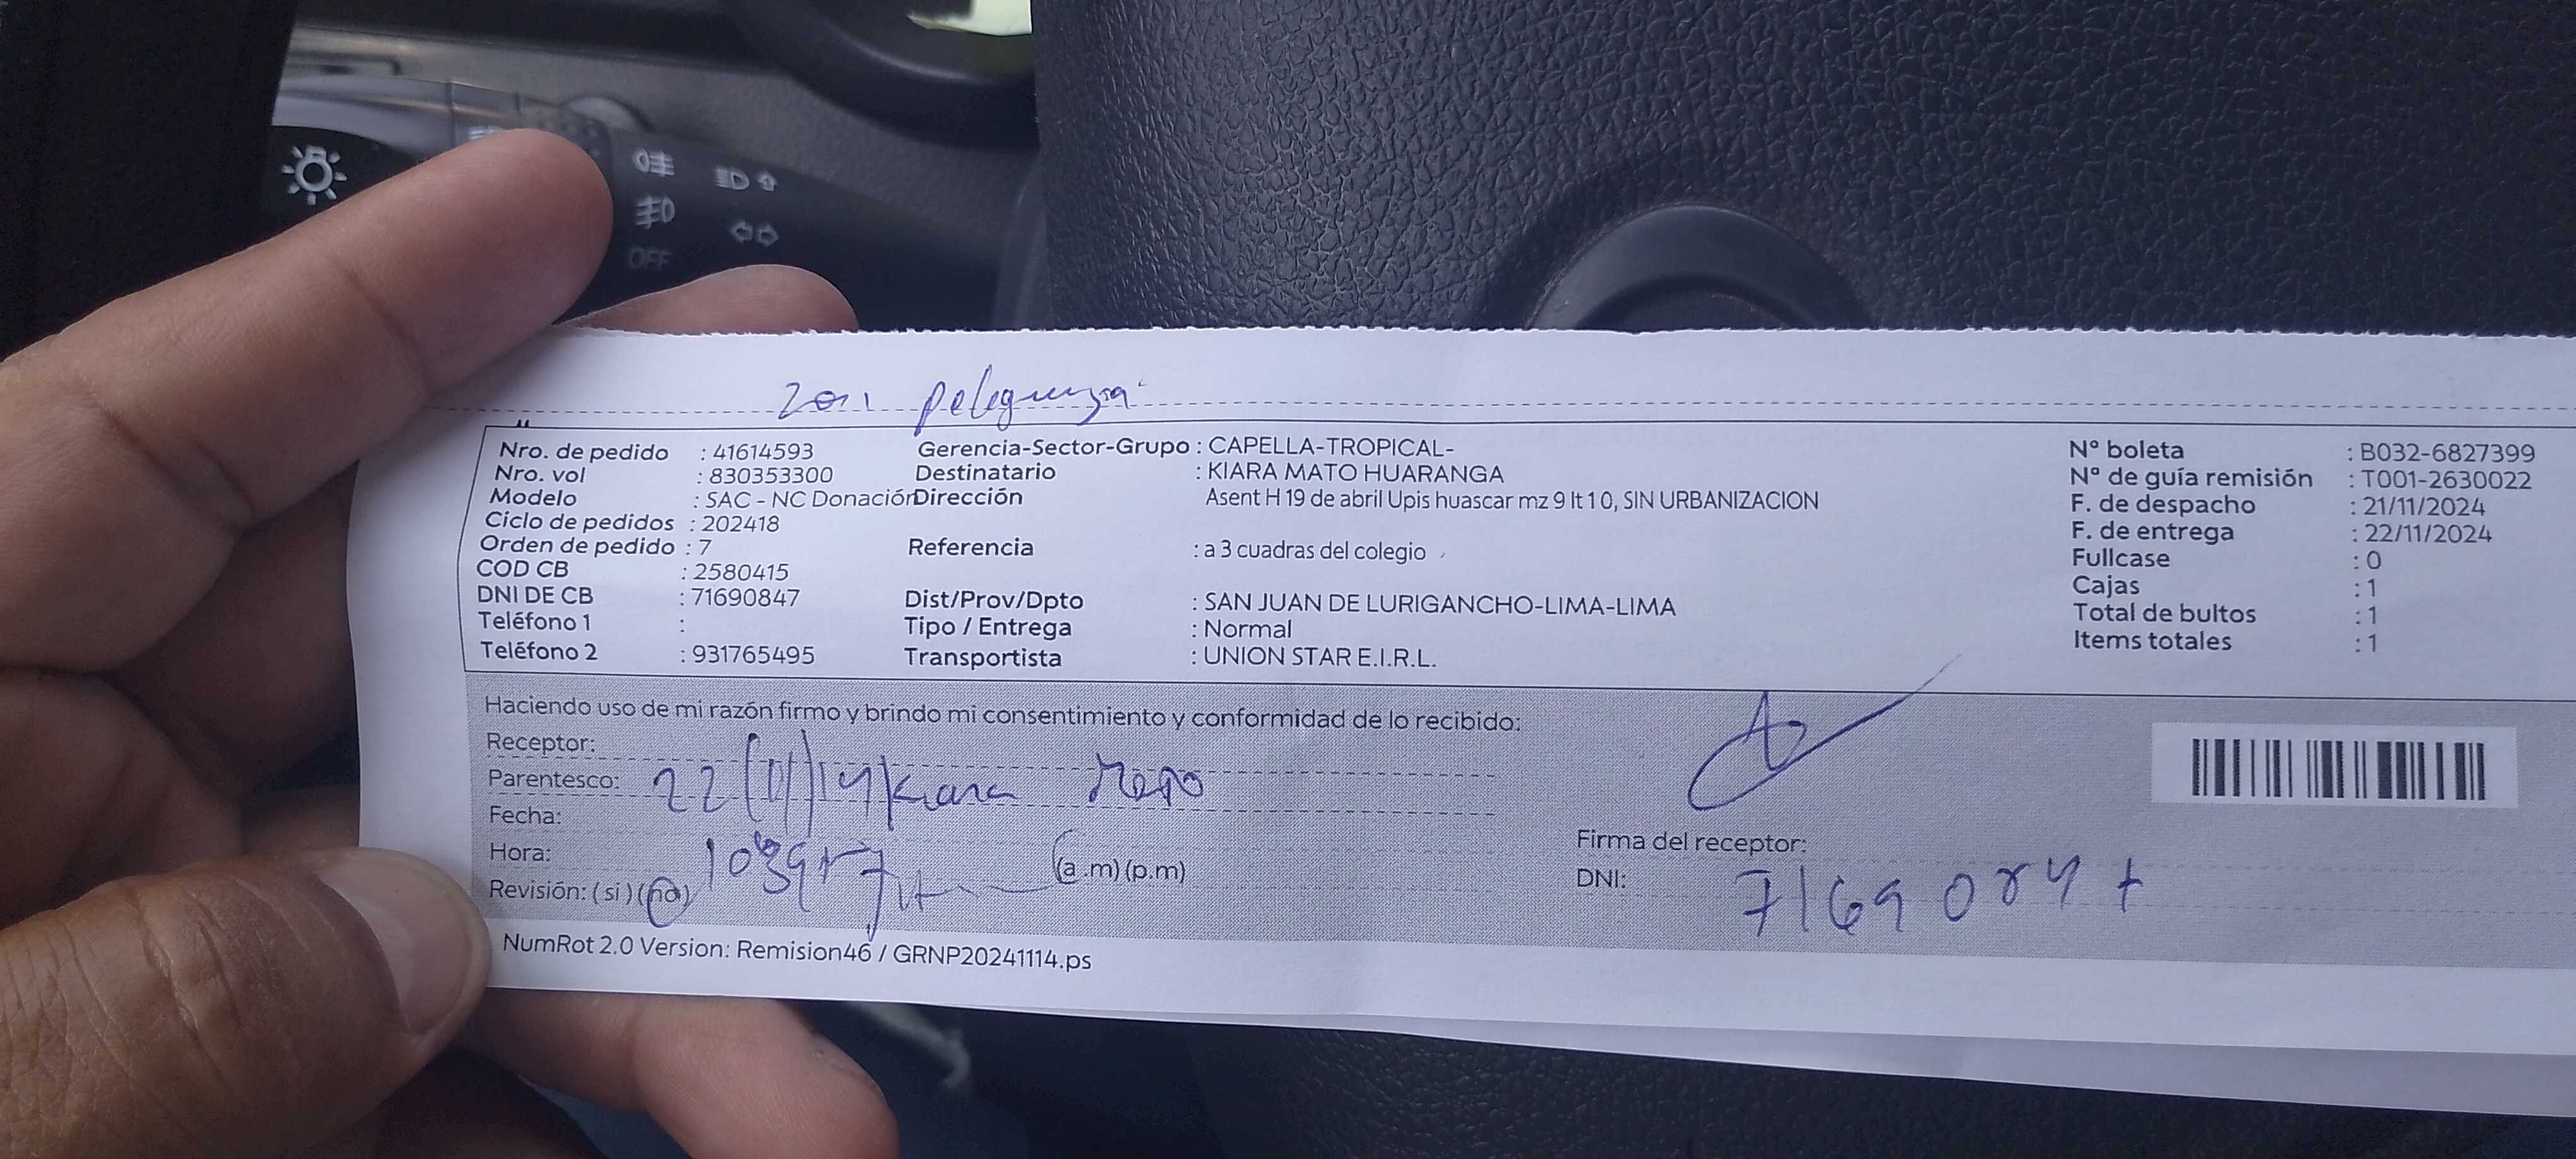 OFF
Nro. de pedido : 41614593
Nro. vol : 830353300
Modelo : SAC - NC Donación
Ciclo de pedidos : 202418
Orden de pedido : 7
COD CB : 2580415
DNI DE CB : 71690847
Teléfono 1 :
Teléfono 2 : 931765495
Gerencia-Sector-Grupo : CAPELLA-TROPICAL-
Destinatario : KIARA MATO HUARANGA
Dirección Asent H 19 de abril Upis huascar mz 9 lt 1 0, SIN URBANIZACION
Referencia : a 3 cuadras del colegio
Dist/Prov/Dpto : SAN JUAN DE LURIGANCHO-LIMA-LIMA
Tipo / Entrega : Normal
Transportista : UNION STAR E.I.R.L.
N° boleta : B032-6827399
N° de guía remisión : T001-2630022
F. de despacho : 21/11/2024
F. de entrega : 22/11/2024
Fullcase : 0
Cajas : 1
Total de bultos : 1
Items totales : 1
Haciendo uso de mi razón firmo y brindo mi consentimiento y conformidad de lo recibido:
Receptor:
Parentesco: 22 Kiara
Fecha:
Hora: (a.m) (p.m)
Revisión: (si) (no)
Firma del receptor:
DNI: 71690847
NumRot 2.0 Version: Remision46 / GRNP20241114.ps